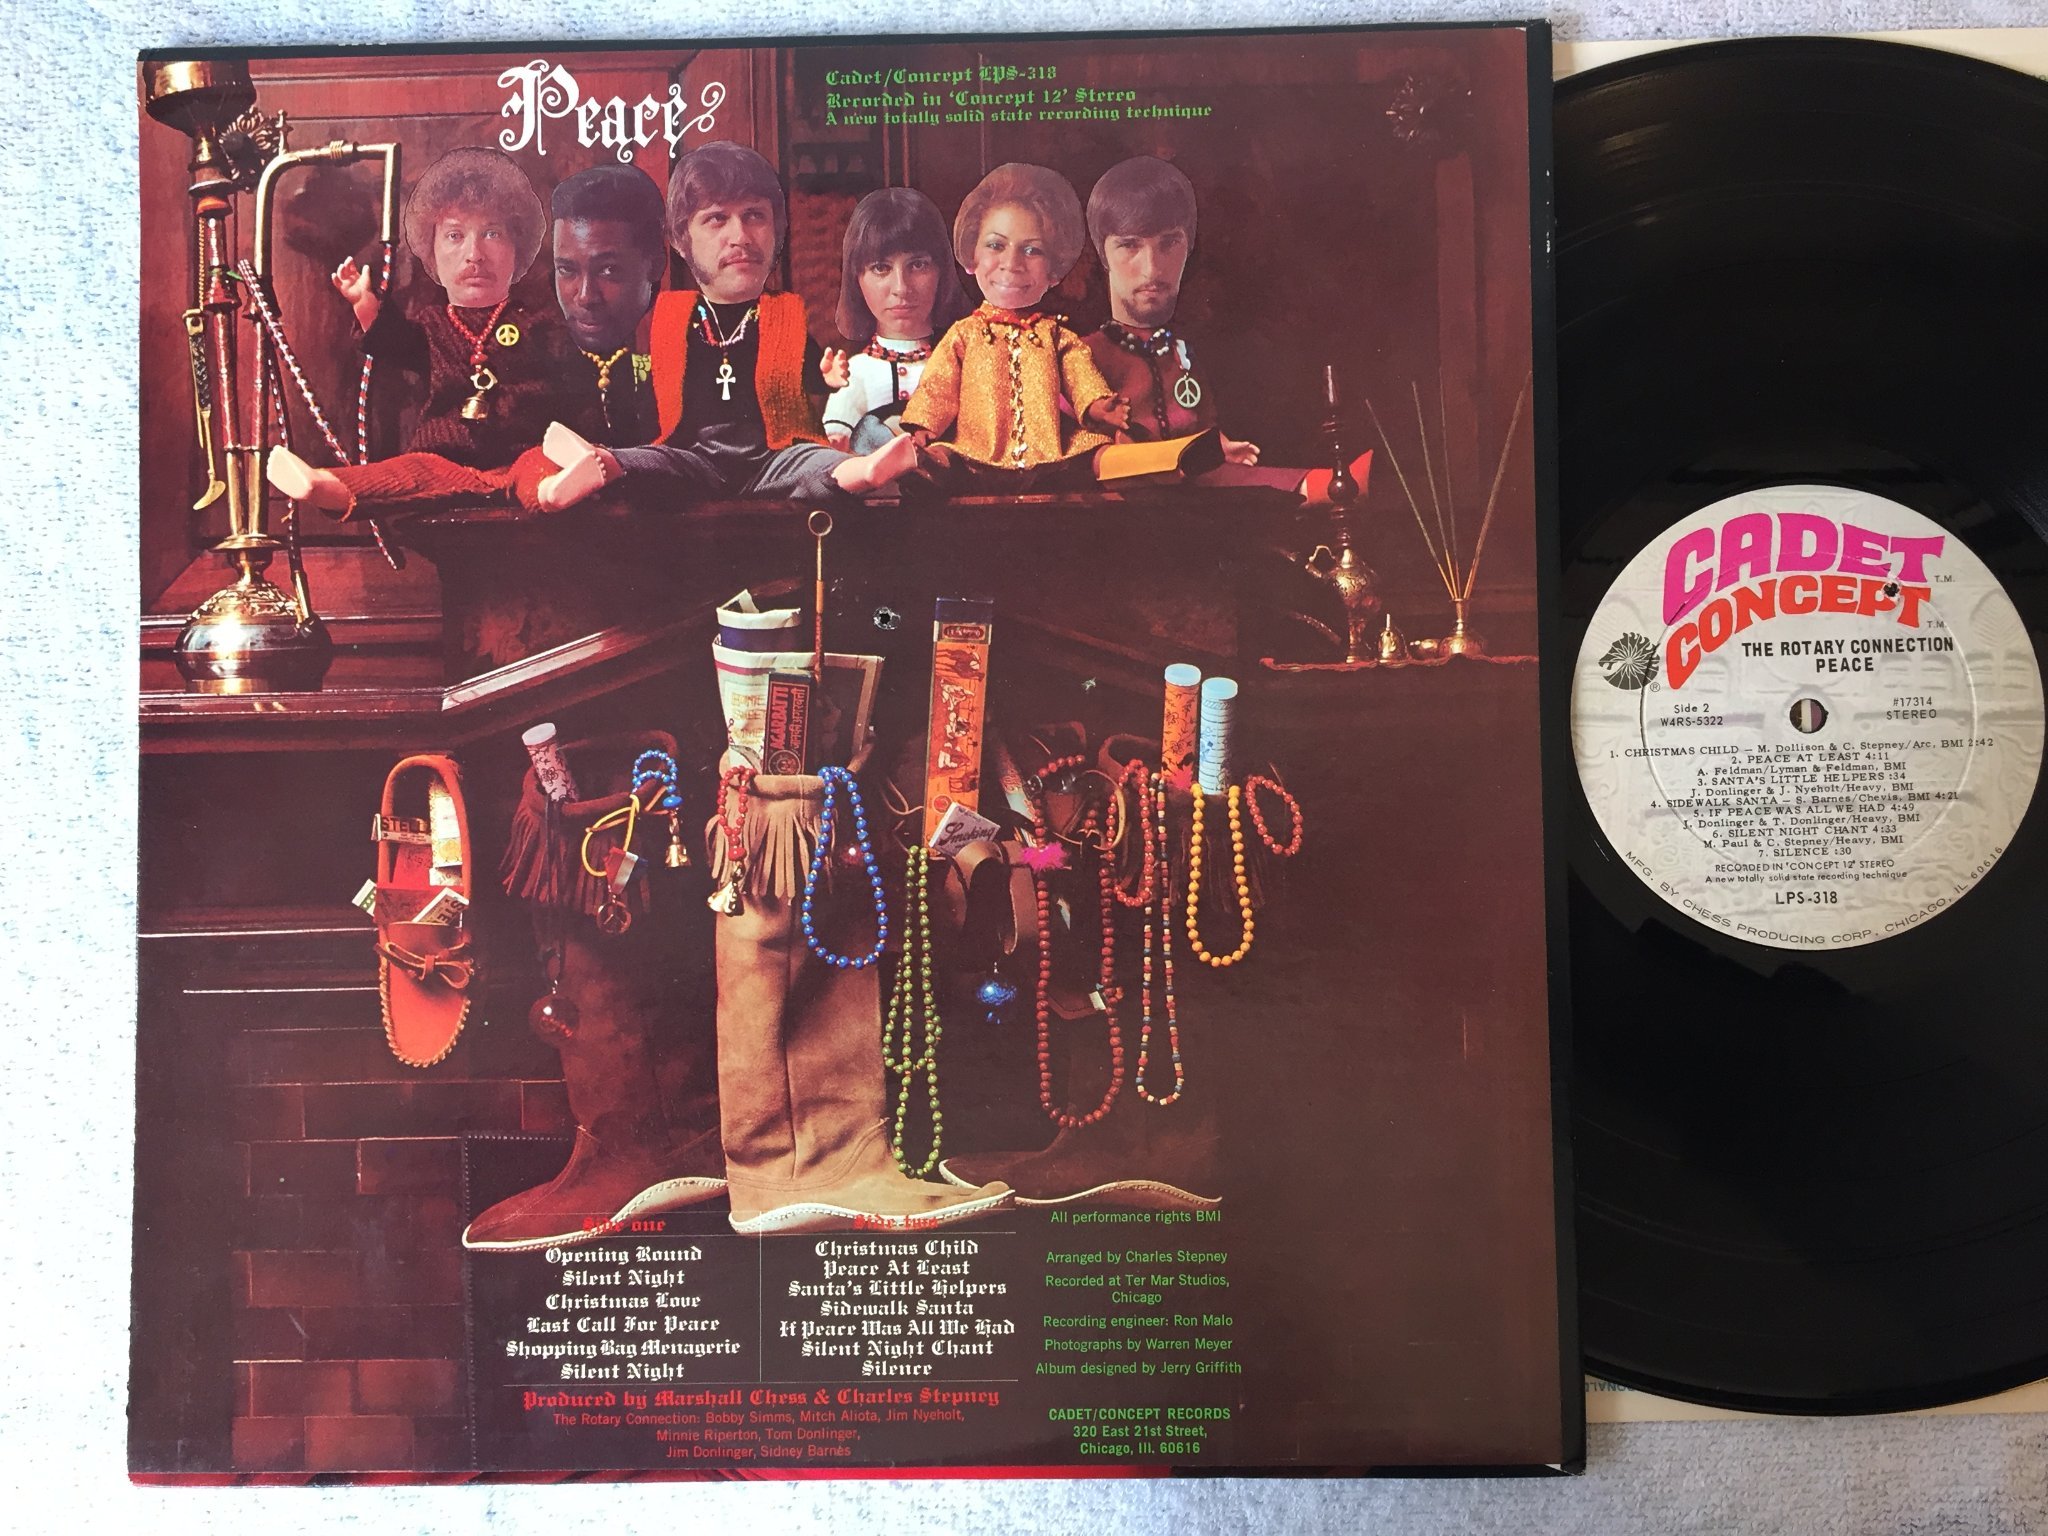 Peace
Cadet/Concept LPS-318
Recorded in 'Concept 12' Stereo
A new totally solid state recording technique
AGARBATTI
Smoking
Side one
Opening Round
Silent Night
Christmas Love
Last Call For Peace
Shopping Bag Menagerie
Silent Night
Side two
Christmas Child
Peace At Least
Santa's Little Helpers
Sidewalk Santa
If Peace Was All We Had
Silent Night Chant
Silence
Produced by Marshall Chess & Charles Stepney
The Rotary Connection: Bobby Simms, Mitch Aliota, Jim Nyeholt,
Minnie Riperton, Tom Donlinger,
Jim Donlinger, Sidney Barnes
All performance rights BMI
Arranged by Charles Stepney
Recorded at Ter Mar Studios,
Chicago
Recording engineer: Ron Malo
Photographs by Warren Meyer
Album designed by Jerry Griffith
CADET/CONCEPT RECORDS
320 East 21st Street,
Chicago, Ill. 60616
CADET
T.M.
CONCEPT
T.M.
®
THE ROTARY CONNECTION
PEACE
Side 2
W4RS-5322
#17314
STEREO
1. CHRISTMAS CHILD – M. Dollison & C. Stepney/Arc, BMI 2:42
2. PEACE AT LEAST 4:11
A. Feldman/Lyman & Feldman, BMI
3. SANTA'S LITTLE HELPERS :34
J. Donlinger & J. Nyeholt/Heavy, BMI
4. SIDEWALK SANTA – S. Barnes/Chevis, BMI 4:21
5. IF PEACE WAS ALL WE HAD 4:49
J. Donlinger & T. Donlinger/Heavy, BMI
6. SILENT NIGHT CHANT 4:33
M. Paul & C. Stepney/Heavy, BMI
7. SILENCE :30
RECORDED IN "CONCEPT 12" STEREO
A new totally solid state recording technique
LPS-318
MFG. BY CHESS PRODUCING CORP., CHICAGO, IL 60616